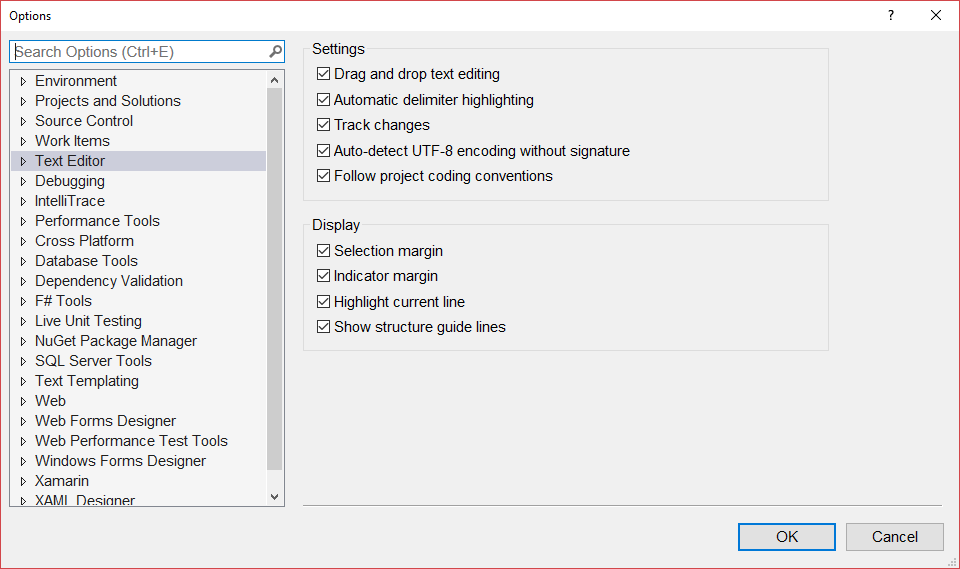 Options
?
Search Options (Ctrl+E)
Environment
Projects and Solutions
Source Control
Work Items
Text Editor
Debugging
IntelliTrace
Performance Tools
Cross Platform
Database Tools
Dependency Validation
F# Tools
Live Unit Testing
NuGet Package Manager
SQL Server Tools
Text Templating
Web
Web Forms Designer
Web Performance Test Tools
Windows Forms Designer
Xamarin
XAML Designer
Settings
Drag and drop text editing
Automatic delimiter highlighting
Track changes
Auto-detect UTF-8 encoding without signature
Follow project coding conventions
Display
Selection margin
Indicator margin
Highlight current line
Show structure guide lines
OK
Cancel